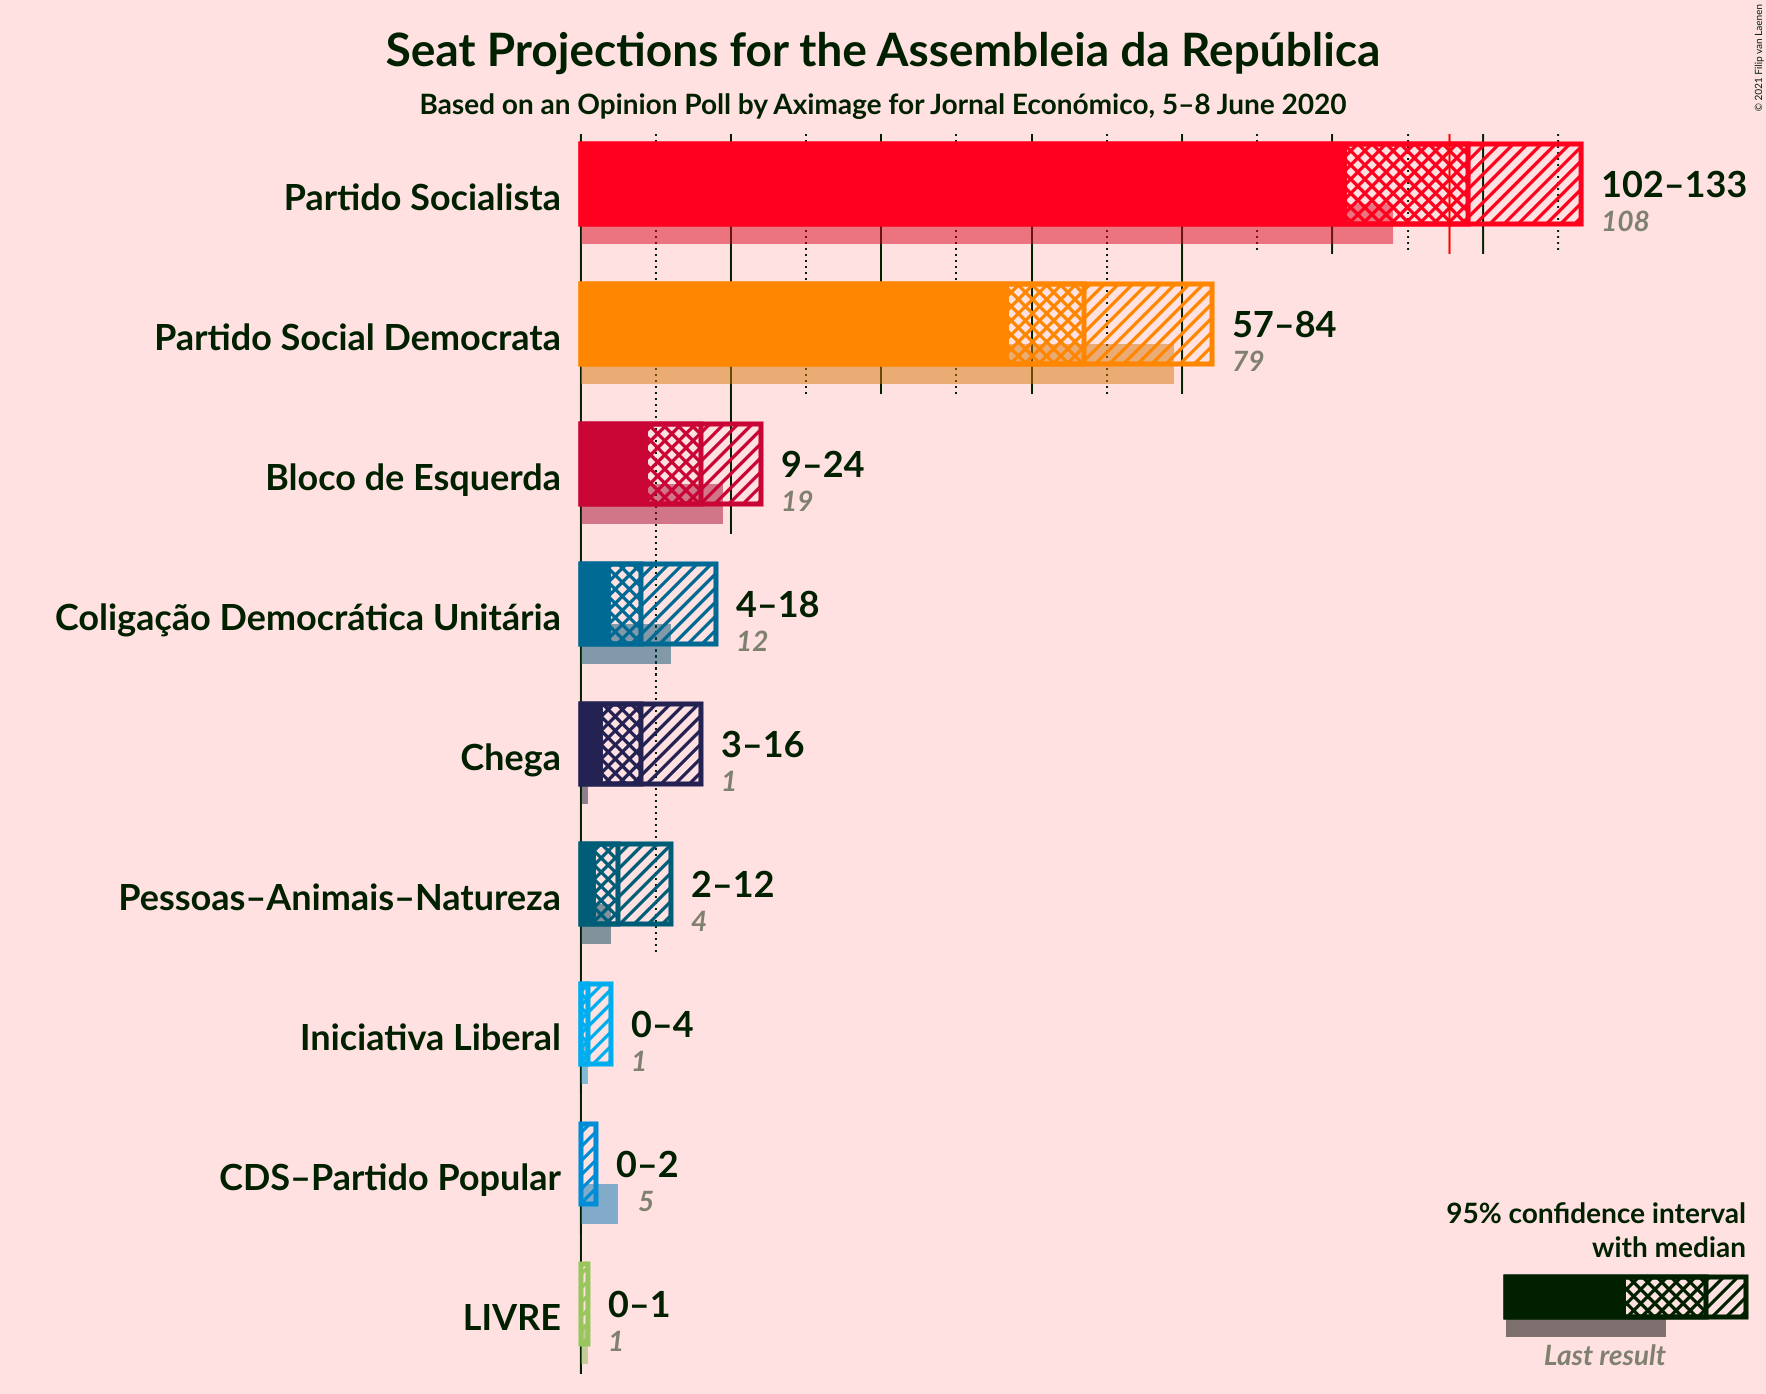 Seat Projections for the Assembleia da República
Based on an Opinion Poll by Aximage for Jornal Económico, 5–8 June 2020
© 2021 Filip van Laenen
Partido Socialista
102–133
108
Partido Social Democrata
57–84
79
Bloco de Esquerda
9–24
19
Coligação Democrática Unitária
4–18
12
Chega
3–16
1
Pessoas–Animais–Natureza
2–12
4
Iniciativa Liberal
0–4
1
CDS–Partido Popular
0–2
5
LIVRE
0–1
1
95% confidence interval
with median
Last result